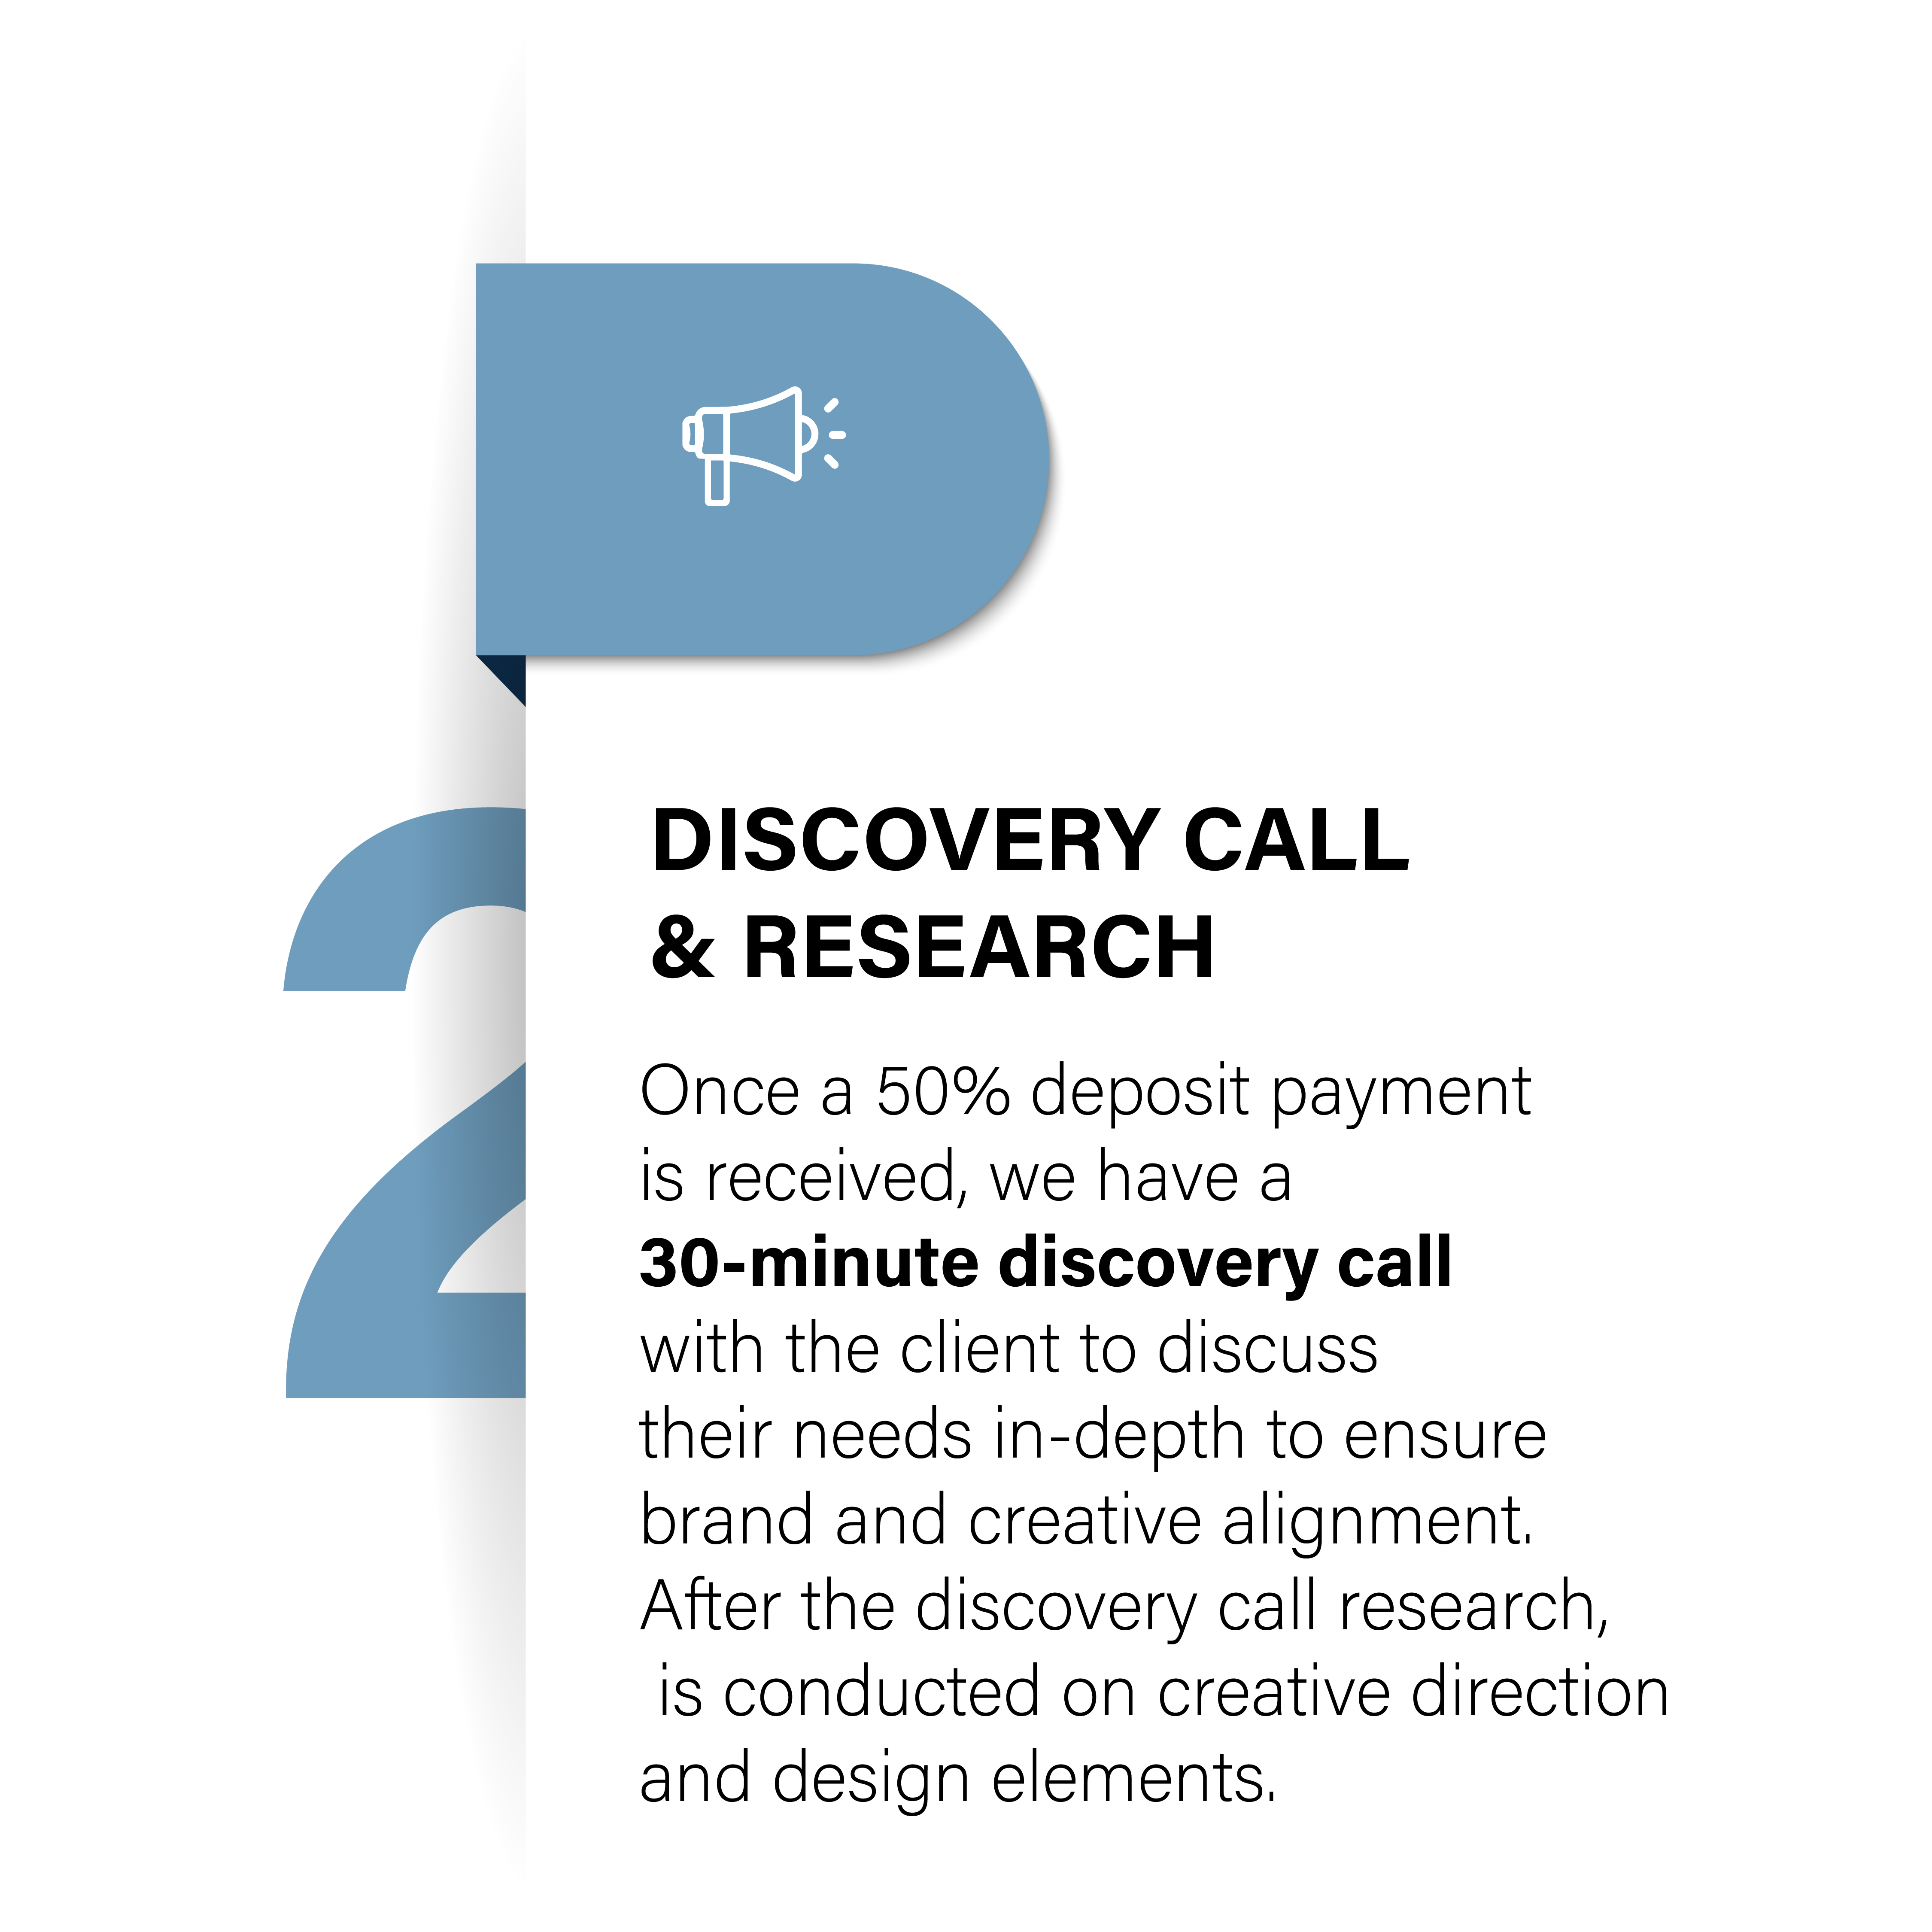 2
DISCOVERY CALL
& RESEARCH
Once a 50% deposit payment
is received, we have a
30-minute discovery call
with the client to discuss
their needs in-depth to ensure
brand and creative alignment.
After the discovery call research,
is conducted on creative direction
and design elements.